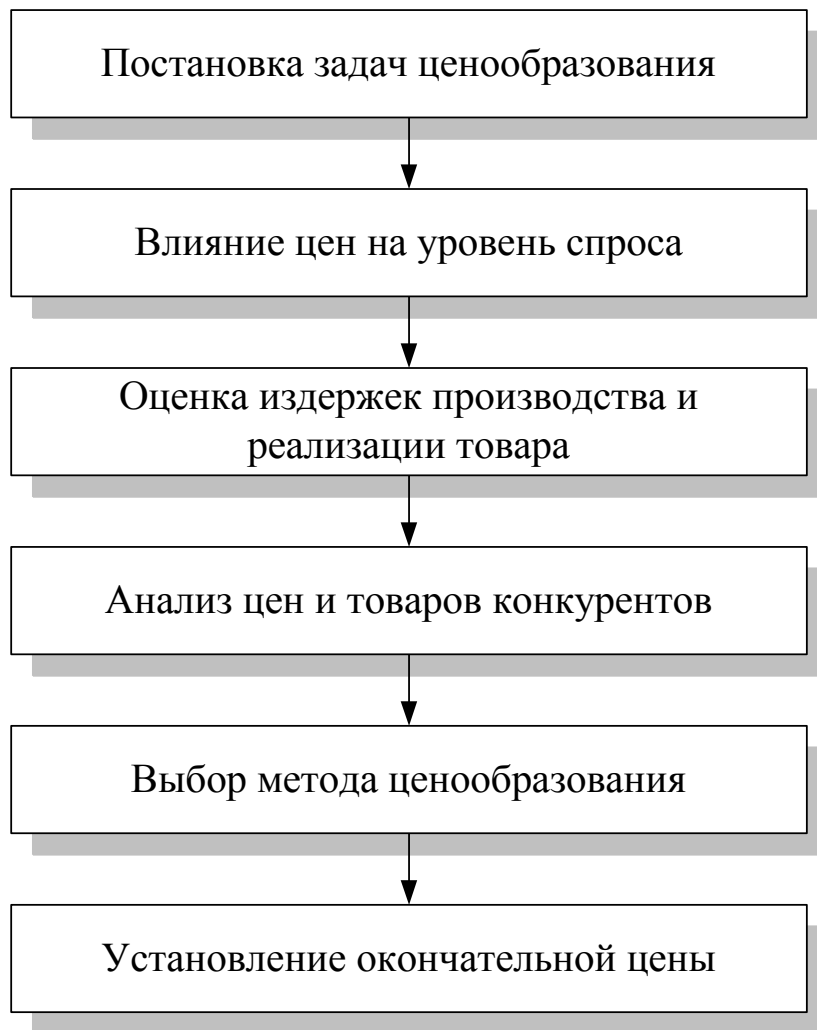 Постановка задач ценообразования
Влияние цен на уровень спроса
Оценка издержек производства и
реализации товара
Анализ цен и товаров конкурентов
Выбор метода ценообразования
Установление окончательной цены